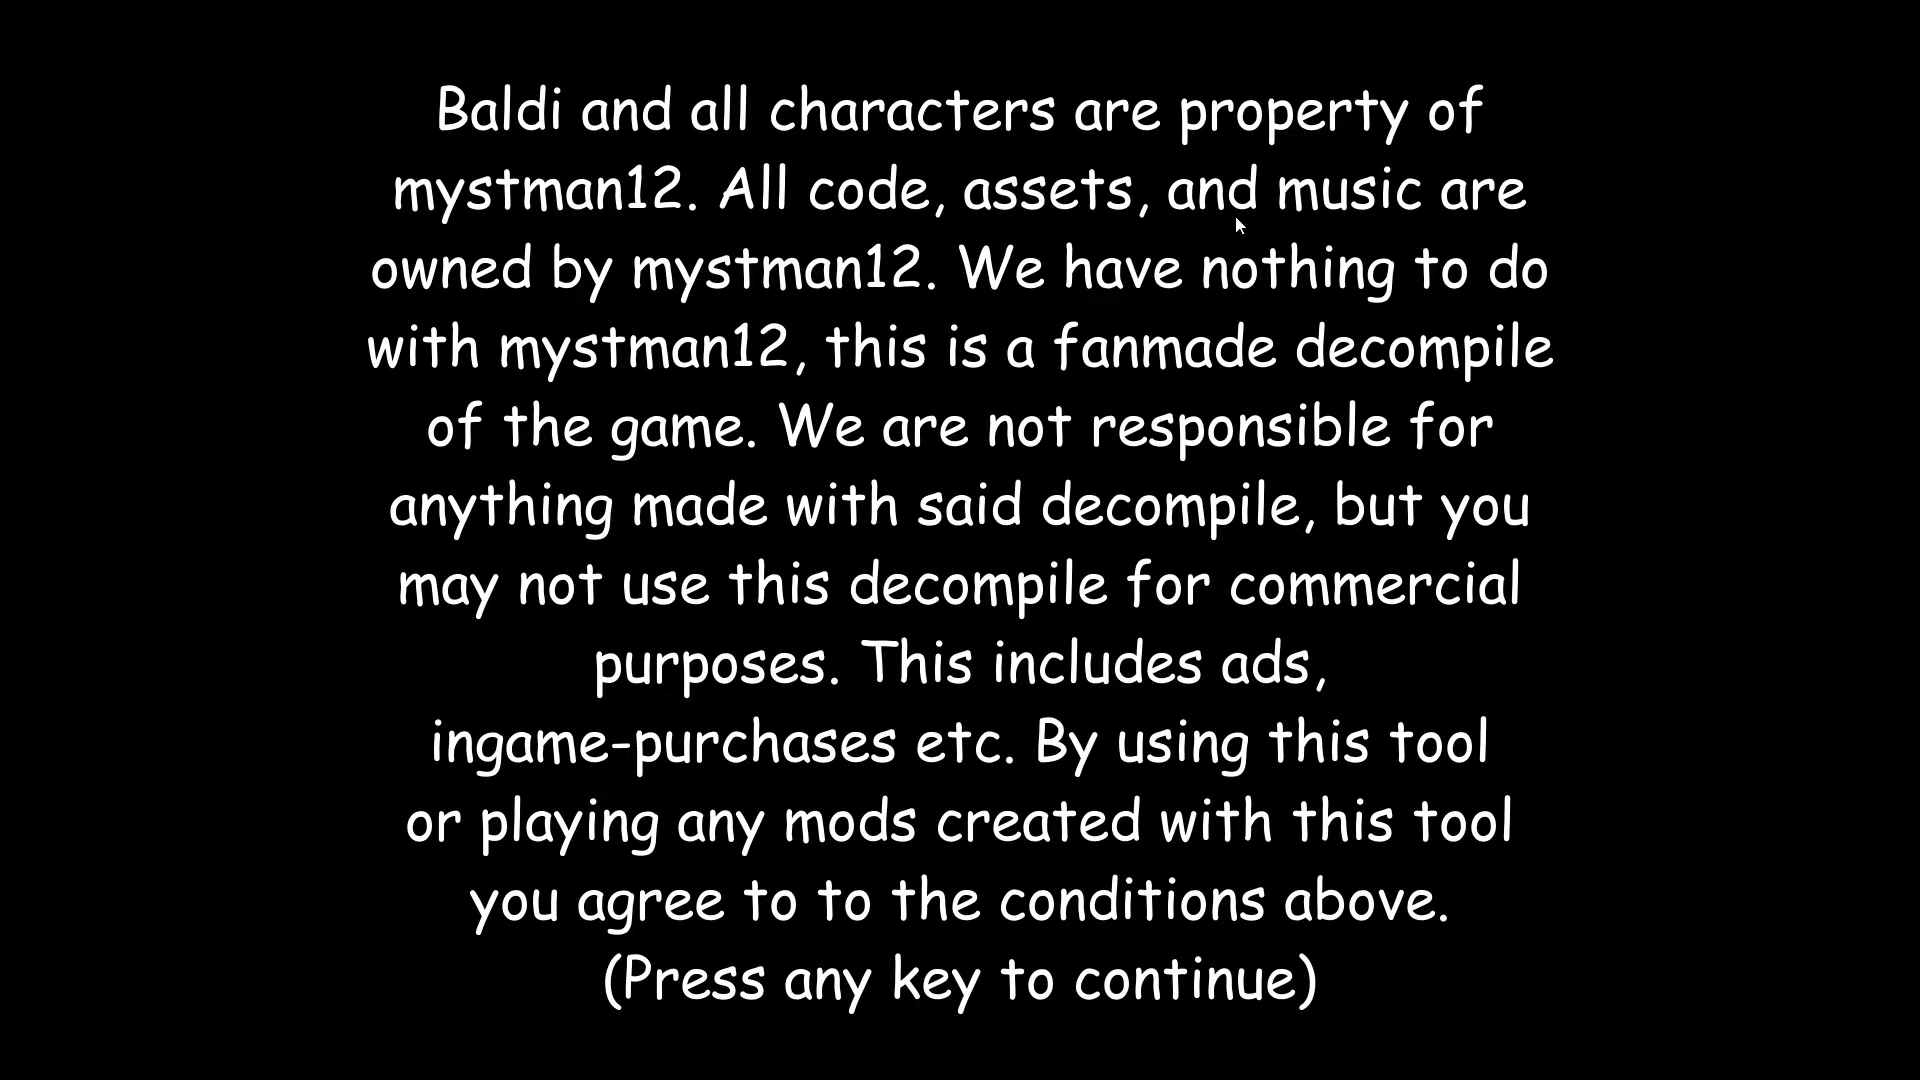 Baldi and all characters are property of
mystman12. All code, assets, and music are
owned by mystman12. We have nothing to do
with mystman12, this is a fanmade decompile
of the game. We are not responsible for
anything made with said decompile, but you
may not use this decompile for commercial
purposes. This includes ads,
ingame-purchases etc. By using this tool
or playing any mods created with this tool
you agree to to the conditions above.
(Press any key to continue)